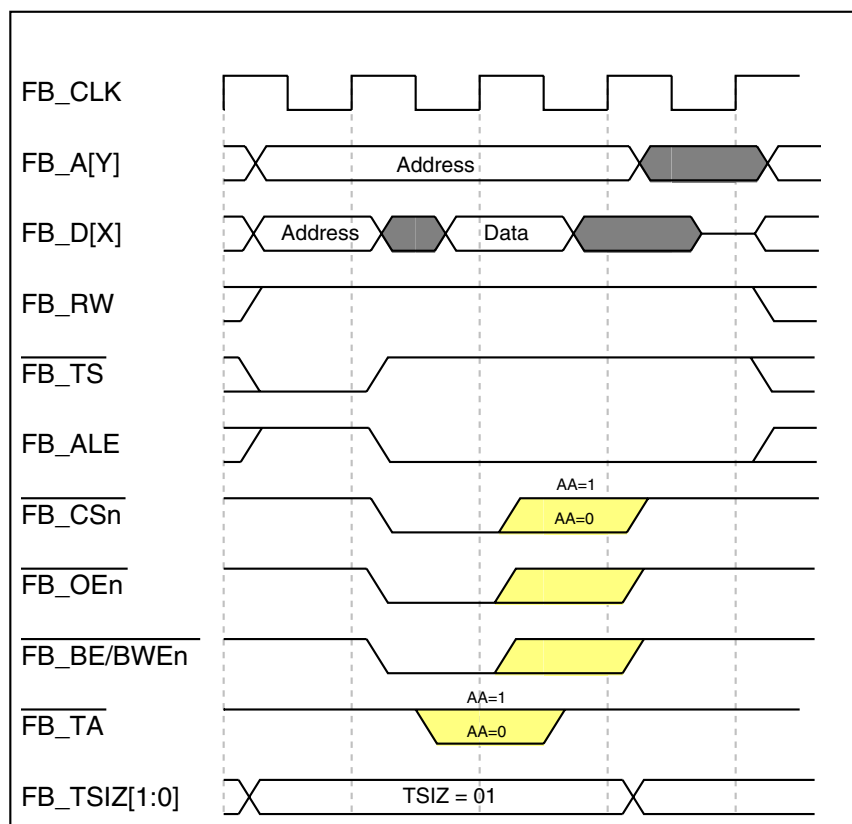 FB_CLK
FB_A[Y] Address
FB_D[X] Address Data
FB_RW
FB_TS
FB_ALE
AA=1
FB_CSn AA=0
FB_OEn
FB_BE/BWEn
AA=1
FB_TA AA=0
FB_TSIZ[1:0] TSIZ = 01